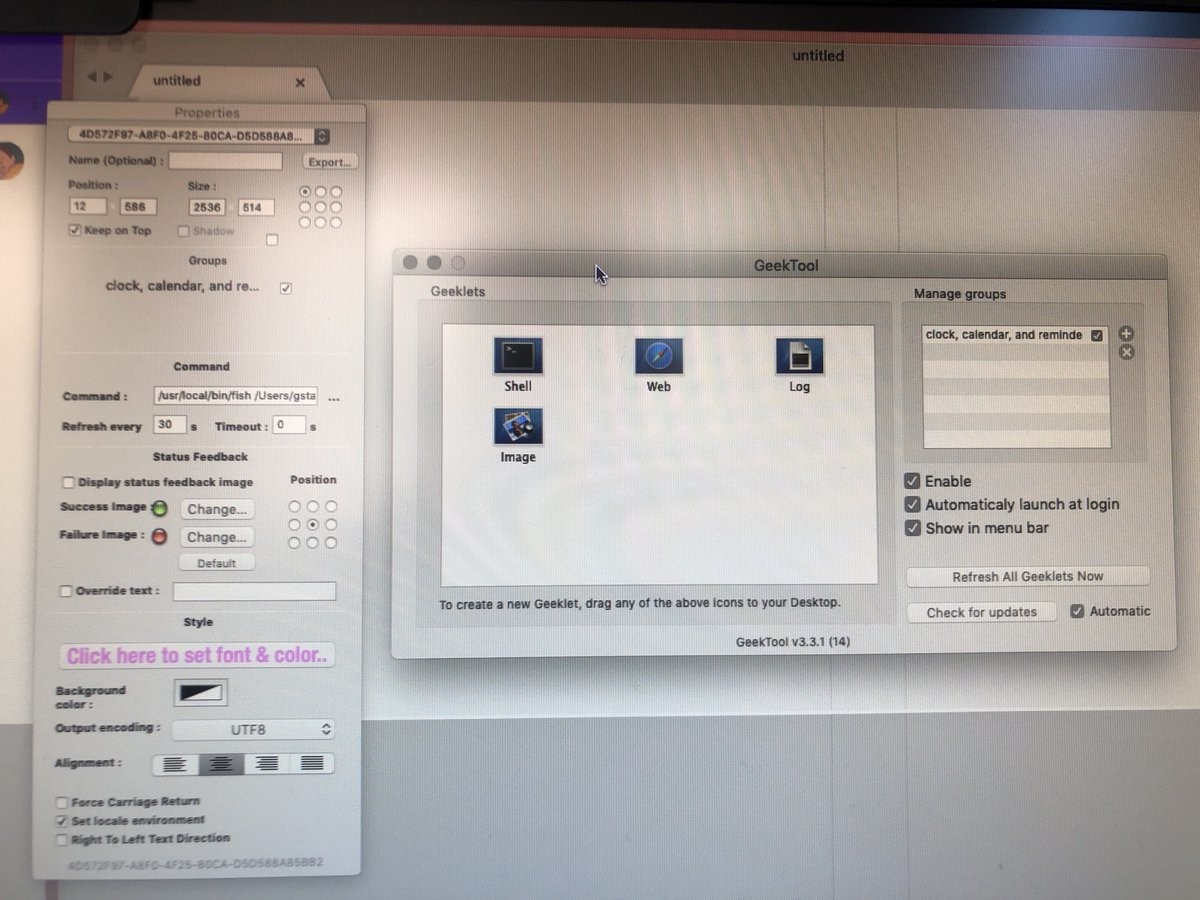 untitled
untitled
Properties
4D572F97-A8F0-4F25-80CA-D5D588A8...
Name (Optional) :
Export...
Position :
Size :
12
586
2536
514
Keep on Top
Shadow
Groups
clock, calendar, and re...
Command
Command :
/usr/local/bin/fish /Users/gsta
...
Refresh every
30
s
Timeout :
0
s
Status Feedback
Display status feedback image
Position
Success Image :
Change...
Failure Image :
Change...
Default
Override text :
Style
Click here to set font & color..
Background
color :
Output encoding :
UTF8
Alignment :
Force Carriage Return
Set locale environment
Right To Left Text Direction
4D572F97-A8F0-4F25-80CA-D5D588A85BB2
GeekTool
Geeklets
Shell
Web
Log
Image
To create a new Geeklet, drag any of the above icons to your Desktop.
Manage groups
clock, calendar, and reminde
Enable
Automaticaly launch at login
Show in menu bar
Refresh All Geeklets Now
Check for updates
Automatic
GeekTool v3.3.1 (14)